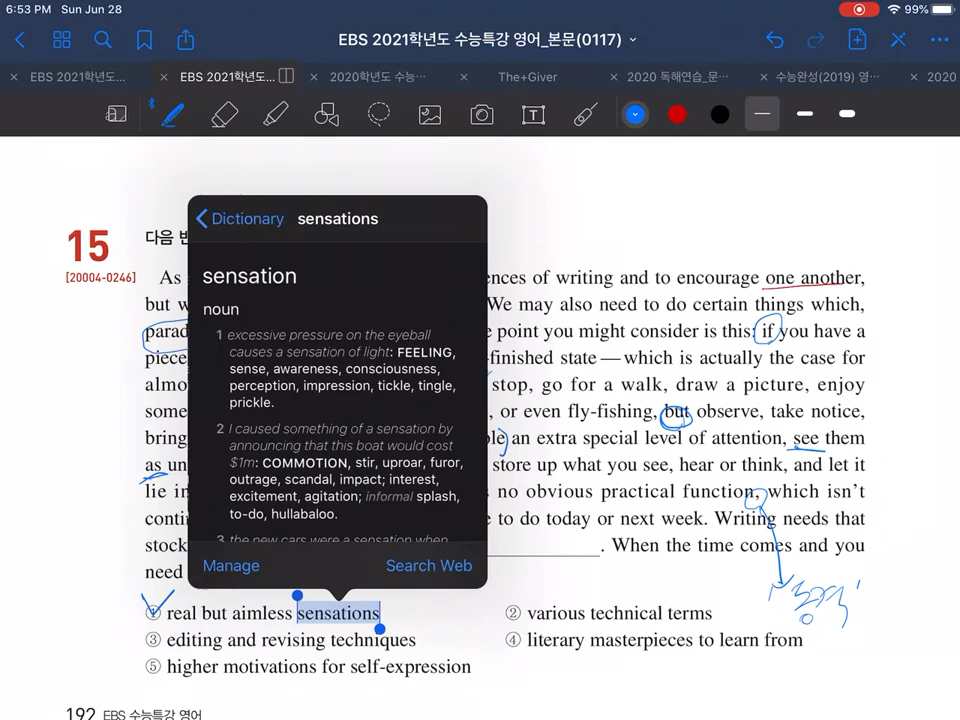 6:53 PM Sun Jun 28 99%
EBS 2021학년도 수능특강 영어_본문(0117)
EBS 2021학년도... EBS 2021학년도... 2020학년도 수능... The+Giver 2020 독해연습_문... 수능완성(2019) 영... 2020
15 다음
[20004-0246]
As ences of writing and to encourage one another,
but w We may also need to do certain things which,
parad e point you might consider is this: if you have a
piece -finished state — which is actually the case for
almo stop, go for a walk, draw a picture, enjoy
some , or even fly-fishing, but observe, take notice,
bring ble) an extra special level of attention, see them
as un store up what you see, hear or think, and let it
lie in s no obvious practical function, which isn't
conti e to do today or next week. Writing needs that
stock . When the time comes and you
need
Dictionary sensations
sensation
noun
1 excessive pressure on the eyeball
causes a sensation of light: FEELING,
sense, awareness, consciousness,
perception, impression, tickle, tingle,
prickle.
2 I caused something of a sensation by
announcing that this boat would cost
$1m: COMMOTION, stir, uproar, furor,
outrage, scandal, impact; interest,
excitement, agitation; informal splash,
to-do, hullabaloo.
3 the new cars were a sensation when
Manage Search Web
① real but aimless sensations ② various technical terms
③ editing and revising techniques ④ literary masterpieces to learn from
⑤ higher motivations for self-expression
192 EBS 수능특강 영어